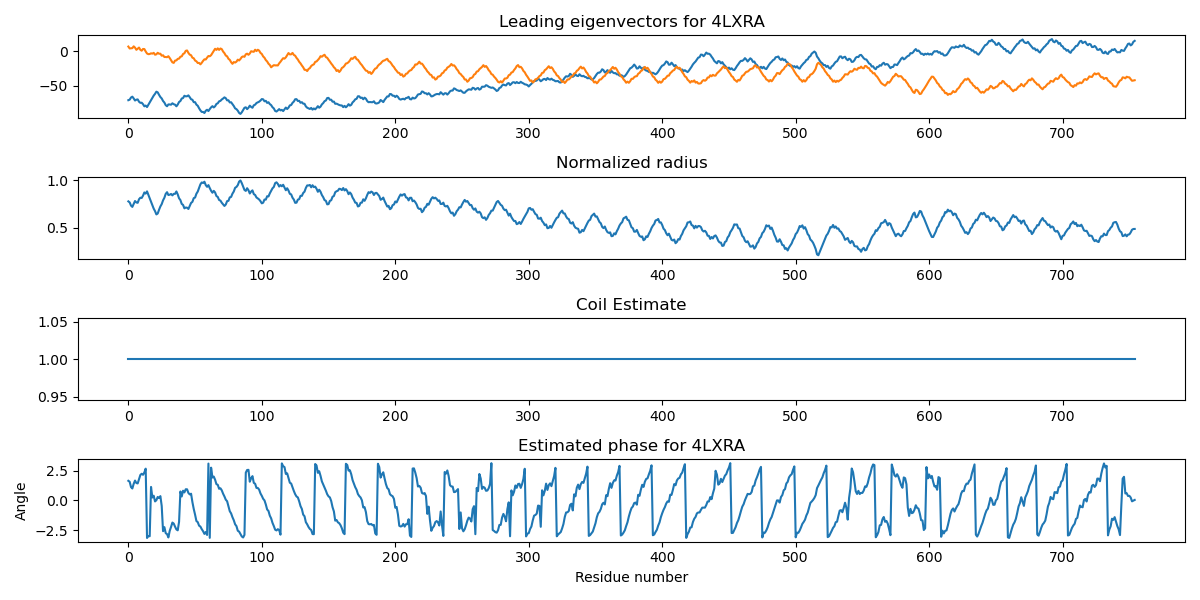 Leading eigenvectors for 4LXRA
0
−50
0 100 200 300 400 500 600 700
Normalized radius
1.0
0.5
0 100 200 300 400 500 600 700
Coil Estimate
1.05
1.00
0.95
0 100 200 300 400 500 600 700
Estimated phase for 4LXRA
2.5
0.0
−2.5
Angle
0 100 200 300 400 500 600 700
Residue number